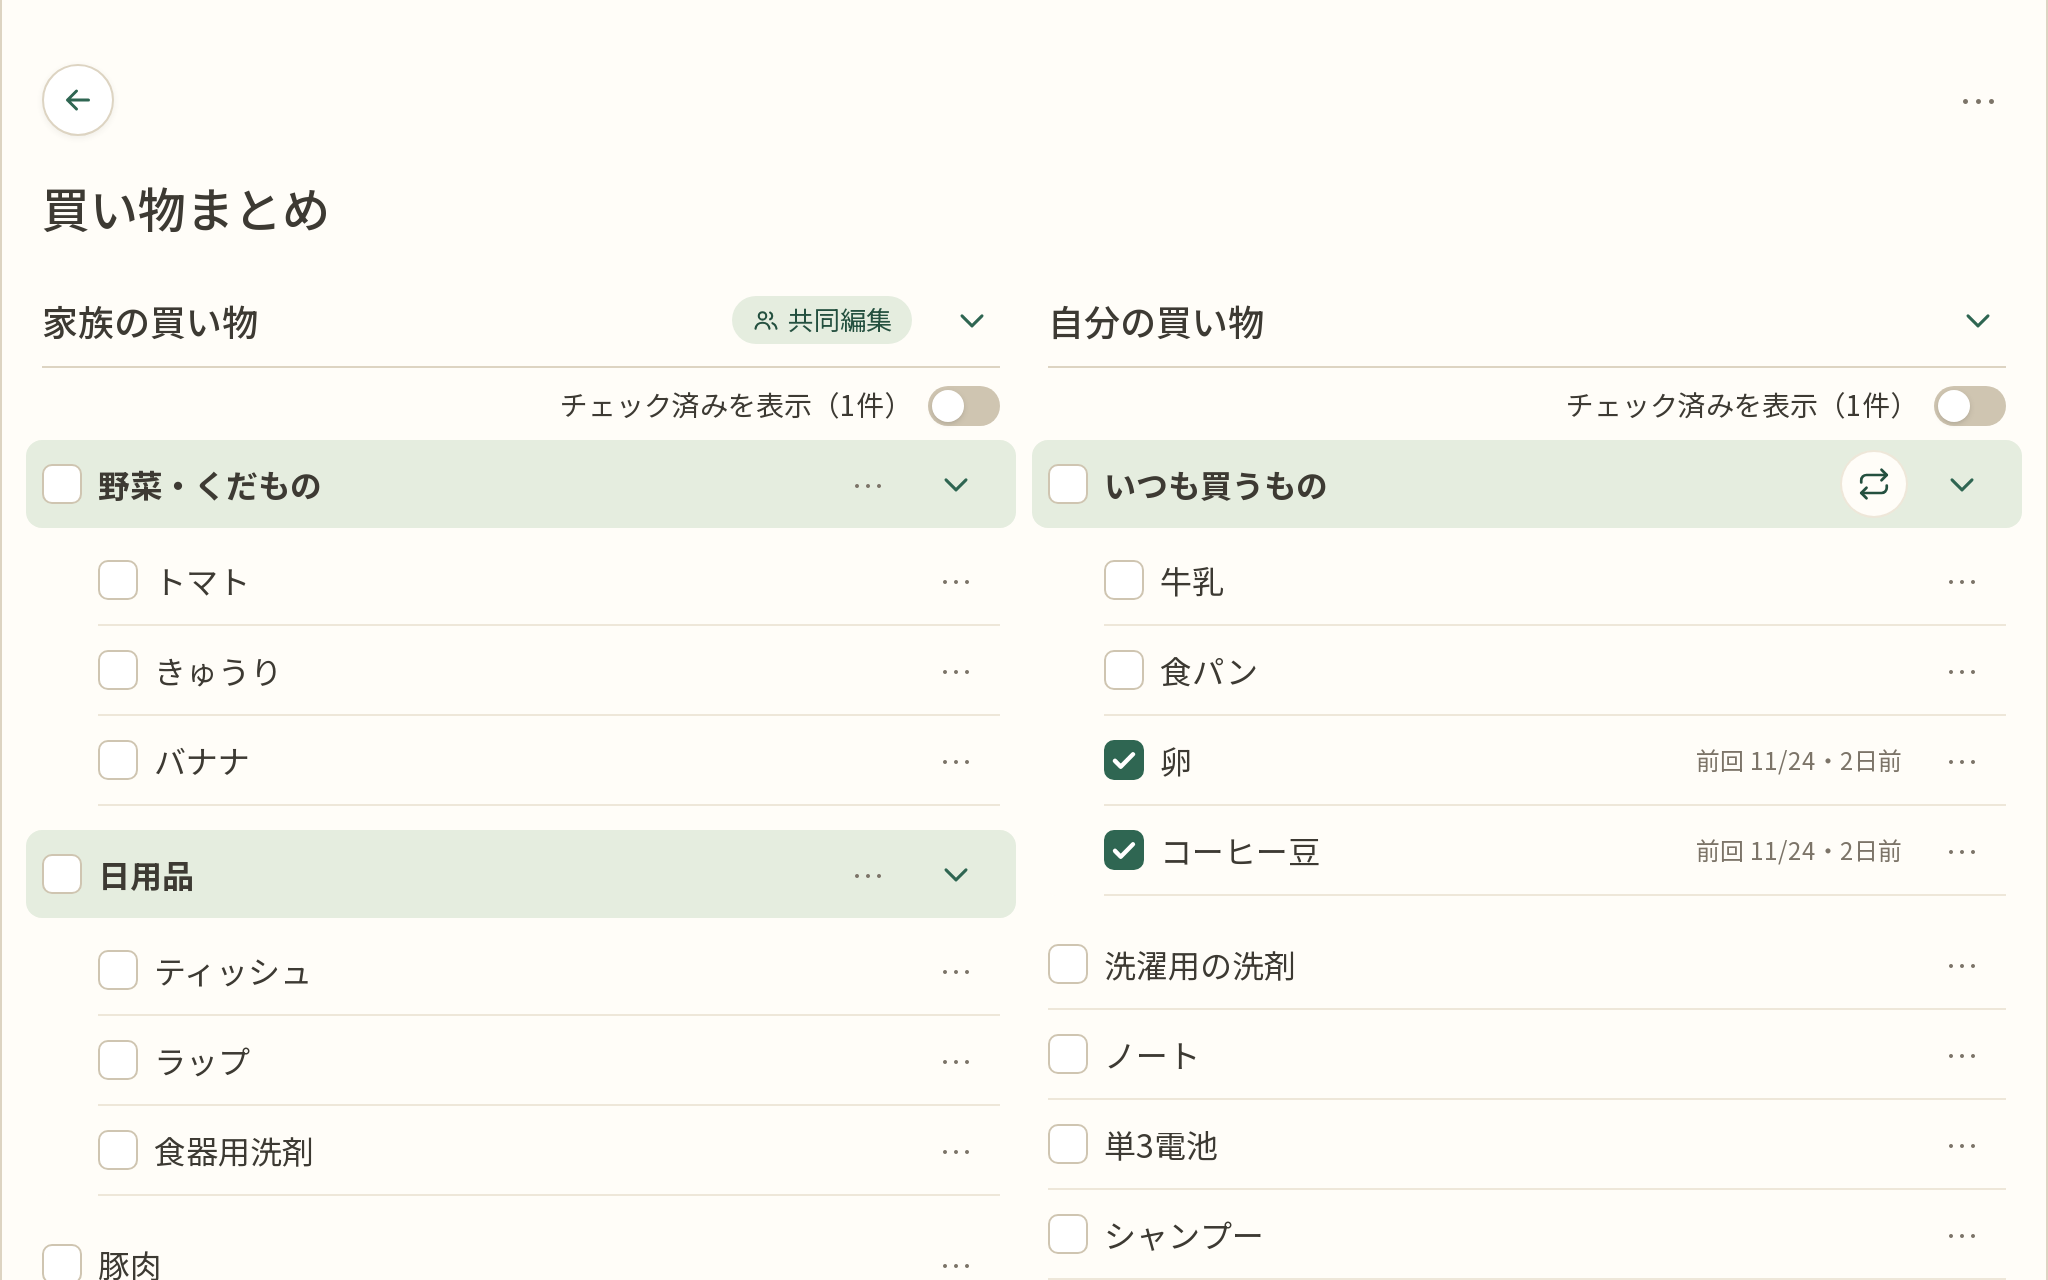 買い物まとめ
家族の買い物
共同編集
チェック済みを表示（1件）
野菜・くだもの
トマト
きゅうり
バナナ
日用品
ティッシュ
ラップ
食器用洗剤
豚肉
自分の買い物
チェック済みを表示（1件）
いつも買うもの
牛乳
食パン
卵 前回 11/24・2日前
コーヒー豆 前回 11/24・2日前
洗濯用の洗剤
ノート
単3電池
シャンプー